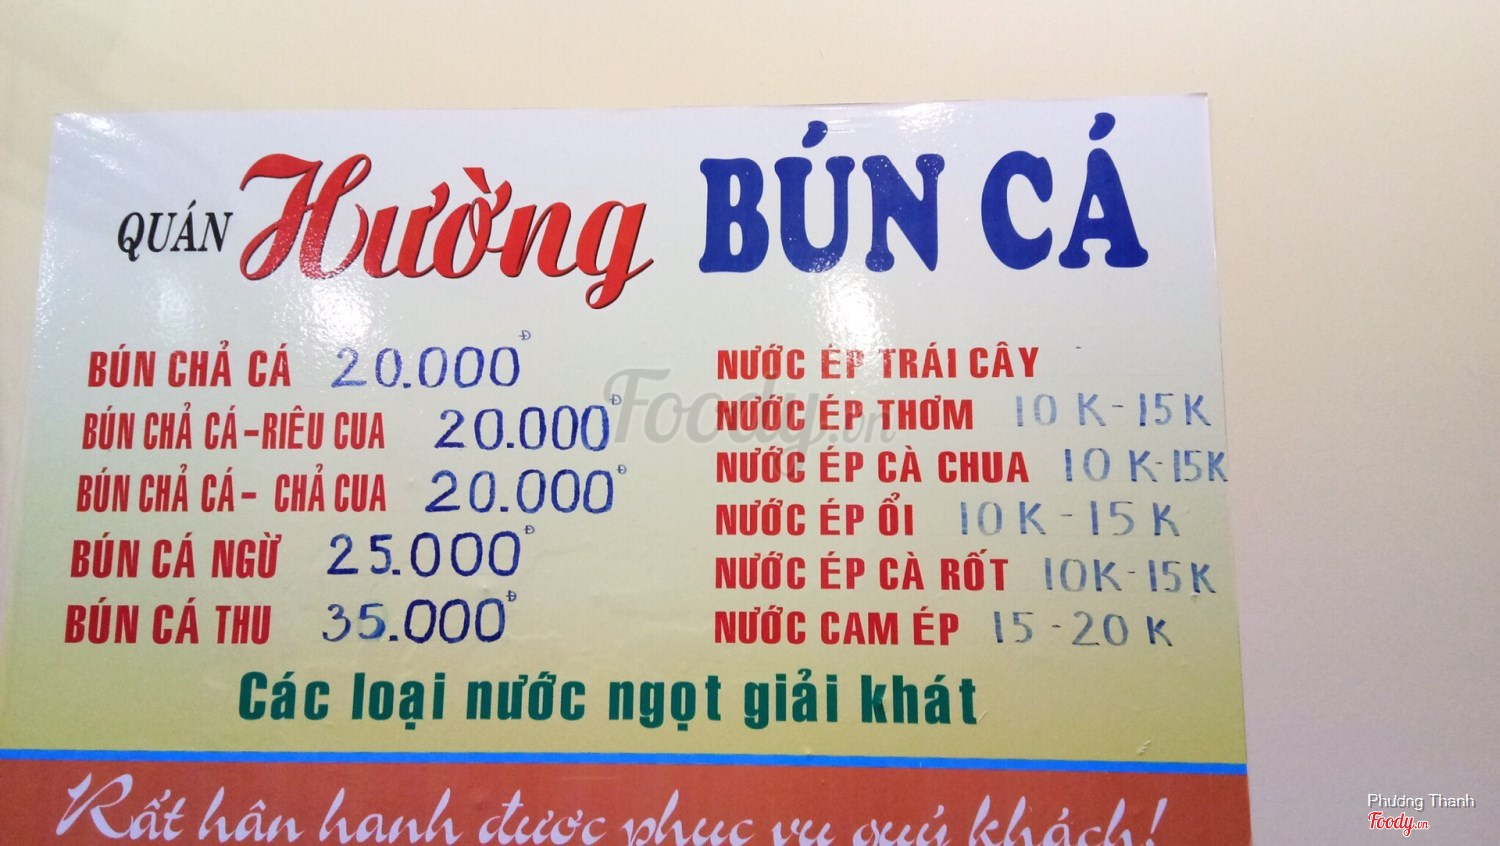 QUÁN Hường BÚN CÁ
BÚN CHẢ CÁ 20.000Đ
BÚN CHẢ CÁ-RIÊU CUA 20.000Đ
BÚN CHẢ CÁ- CHẢ CUA 20.000Đ
BÚN CÁ NGỪ 25.000Đ
BÚN CÁ THU 35.000Đ
NƯỚC ÉP TRÁI CÂY
NƯỚC ÉP THƠM 10 K-15K
NƯỚC ÉP CÀ CHUA 10 K-15K
NƯỚC ÉP ỔI 10K-15K
NƯỚC ÉP CÀ RỐT 10K-15K
NƯỚC CAM ÉP 15-20K
Các loại nước ngọt giải khát
Rất hân hạnh được phục vụ quý khách!
Foody.vn
Phương Thanh
Foody.vn